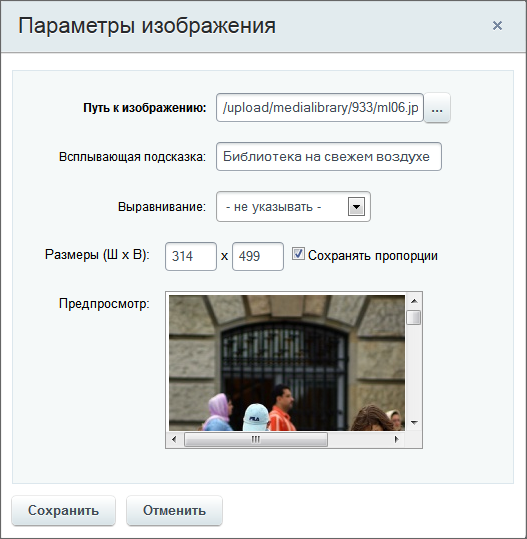 Параметры изображения
Путь к изображению: /upload/medialibrary/933/ml06.jp ...
Всплывающая подсказка: Библиотека на свежем воздухе
Выравнивание: - не указывать -
Размеры (Ш х В): 314 x 499 Сохранять пропорции
Предпросмотр:
FILA
Сохранить Отменить